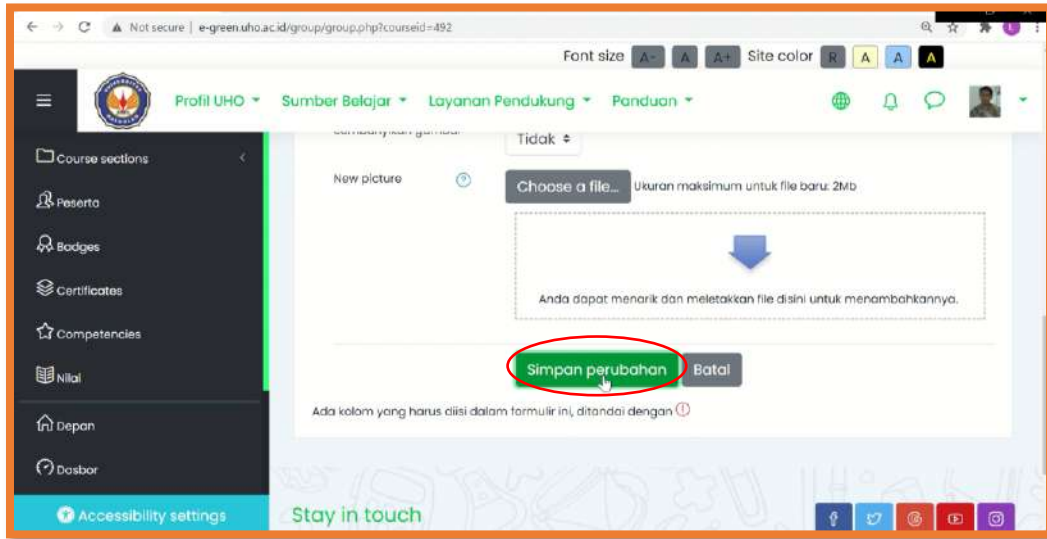 Not secure | e-green.uho.ac.id/group/group.php?courseid=492
Font size A- A A+ Site color R A A A
Profil UHO Sumber Belajar Layanan Pendukung Panduan
Tidak
Course sections
New picture
Choose a file... Ukuran maksimum untuk file baru: 2Mb
Peserta
Badges
Anda dapat menarik dan meletakkan file disini untuk menambahkannya.
Certificates
Competencies
Nilai
Simpan perubahan Batal
Ada kolom yang harus diisi dalam formulir ini, ditandai dengan
Depan
Dasbor
Accessibility settings
Stay in touch